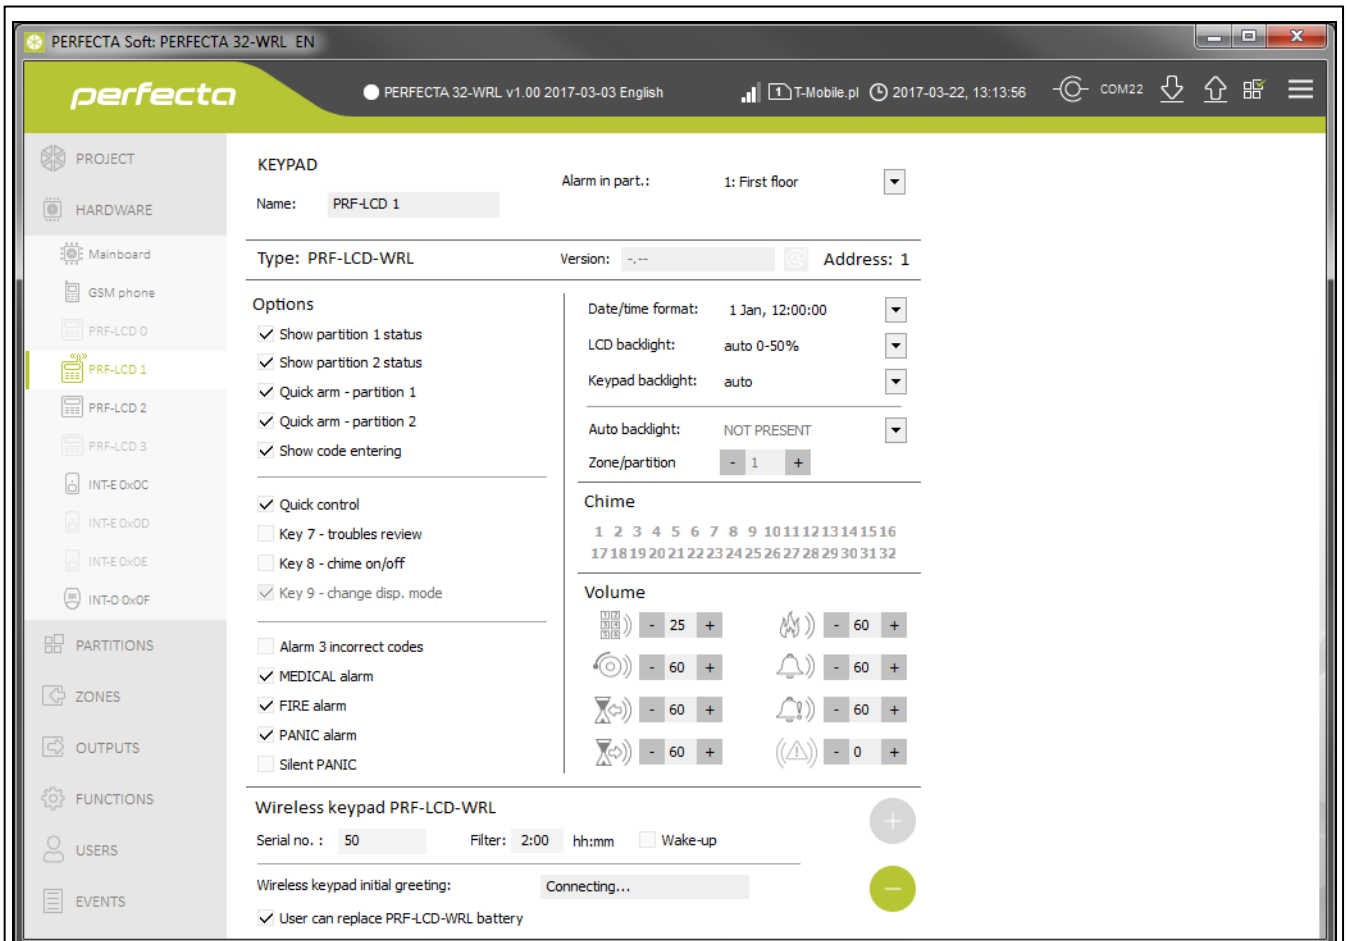 PERFECTA Soft: PERFECTA 32-WRL EN
perfecta
PERFECTA 32-WRL v1.00 2017-03-03 English
1 T-Mobile.pl
2017-03-22, 13:13:56
COM22
PROJECT
HARDWARE
Mainboard
GSM phone
PRF-LCD 0
PRF-LCD 1
PRF-LCD 2
PRF-LCD 3
INT-E 0x0C
INT-E 0x0D
INT-E 0x0E
INT-O 0x0F
PARTITIONS
ZONES
OUTPUTS
FUNCTIONS
USERS
EVENTS
KEYPAD
Name: PRF-LCD 1
Alarm in part.: 1: First floor
Type: PRF-LCD-WRL
Version: -.--
Address: 1
Options
Show partition 1 status
Show partition 2 status
Quick arm - partition 1
Quick arm - partition 2
Show code entering
Quick control
Key 7 - troubles review
Key 8 - chime on/off
Key 9 - change disp. mode
Alarm 3 incorrect codes
MEDICAL alarm
FIRE alarm
PANIC alarm
Silent PANIC
Date/time format: 1 Jan, 12:00:00
LCD backlight: auto 0-50%
Keypad backlight: auto
Auto backlight: NOT PRESENT
Zone/partition - 1 +
Chime
1 2 3 4 5 6 7 8 9 10 11 12 13 14 15 16
17 18 19 20 21 22 23 24 25 26 27 28 29 30 31 32
Volume
- 25 + - 60 +
- 60 + - 60 +
- 60 + - 60 +
- 60 + - 0 +
Wireless keypad PRF-LCD-WRL
Serial no. : 50 Filter: 2:00 hh:mm Wake-up
Wireless keypad initial greeting: Connecting...
User can replace PRF-LCD-WRL battery